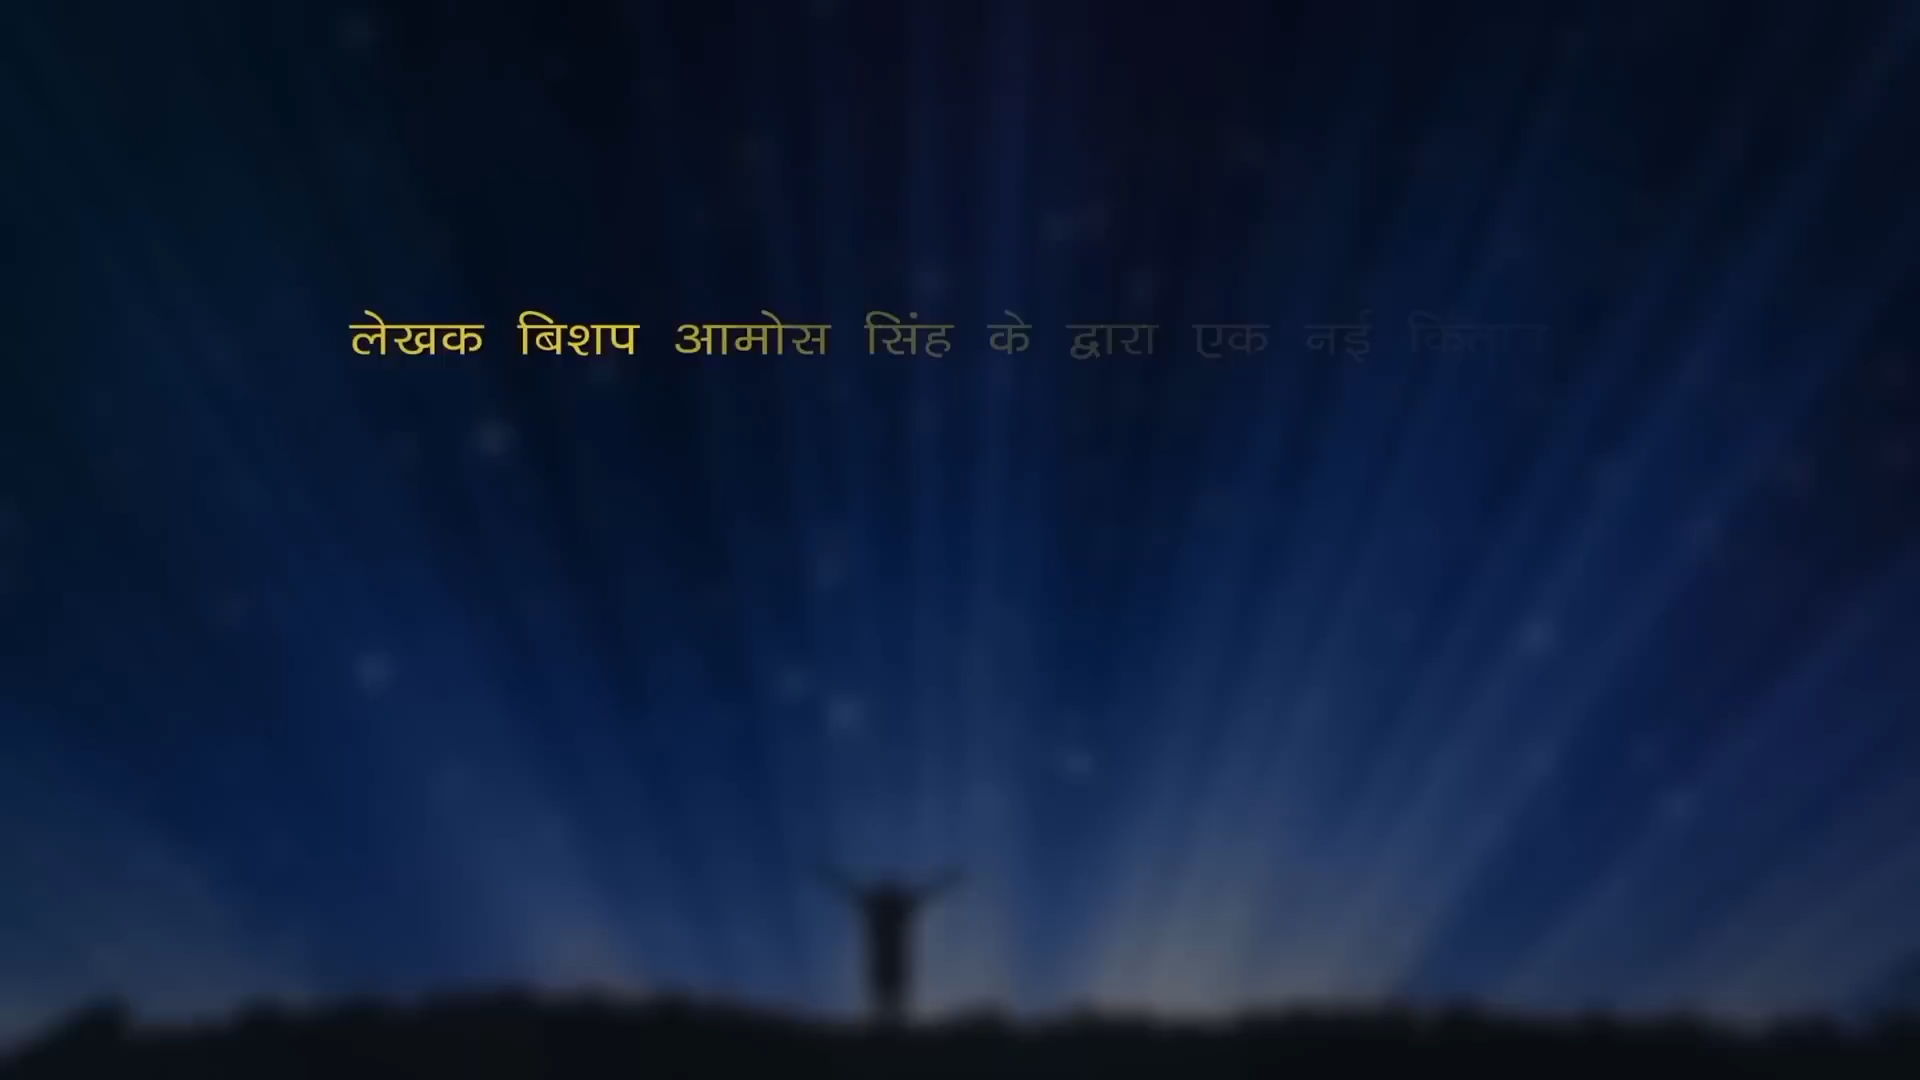 लेखक बिशप आमोस सिंह के द्वारा एक नई किताब